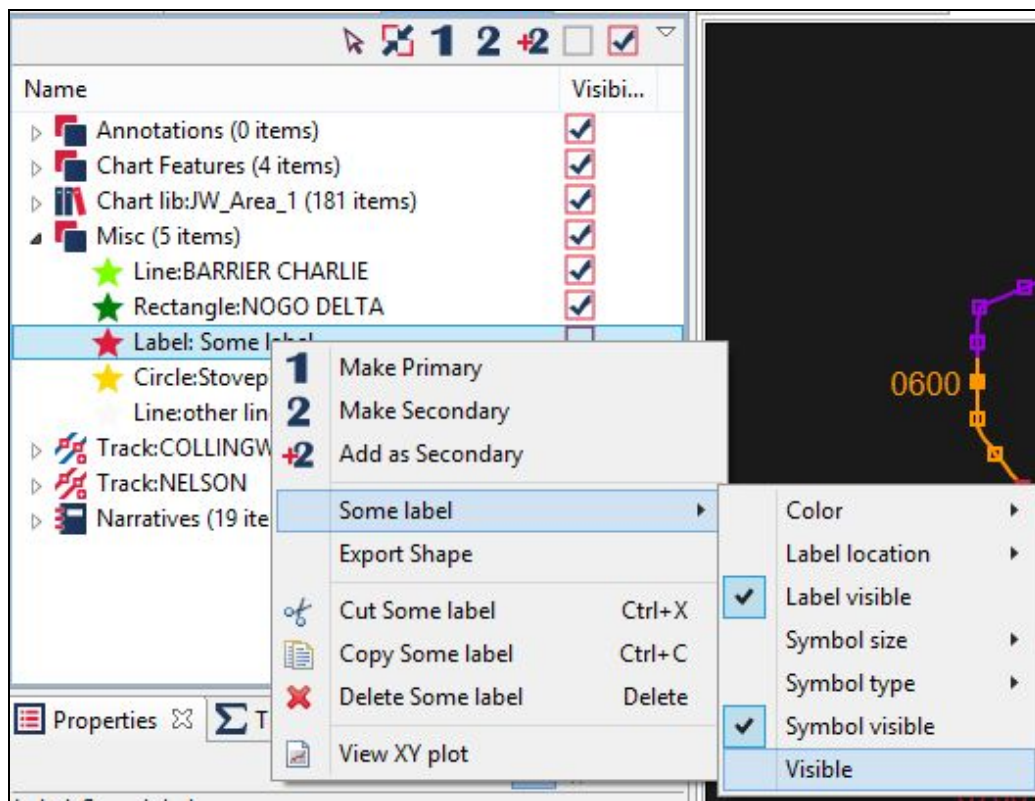 1 2 +2
Name Visibi...
Annotations (0 items)
Chart Features (4 items)
Chart lib:JW_Area_1 (181 items)
Misc (5 items)
Line:BARRIER CHARLIE
Rectangle:NOGO DELTA
Label: Some label
Circle:Stovep
Line:other lin
Track:COLLINGW
Track:NELSON
Narratives (19 ite
1 Make Primary
2 Make Secondary
+2 Add as Secondary
Some label
Export Shape
Cut Some label Ctrl+X
Copy Some label Ctrl+C
Delete Some label Delete
View XY plot
Color
Label location
Label visible
Symbol size
Symbol type
Symbol visible
Visible
0600
Properties Σ T